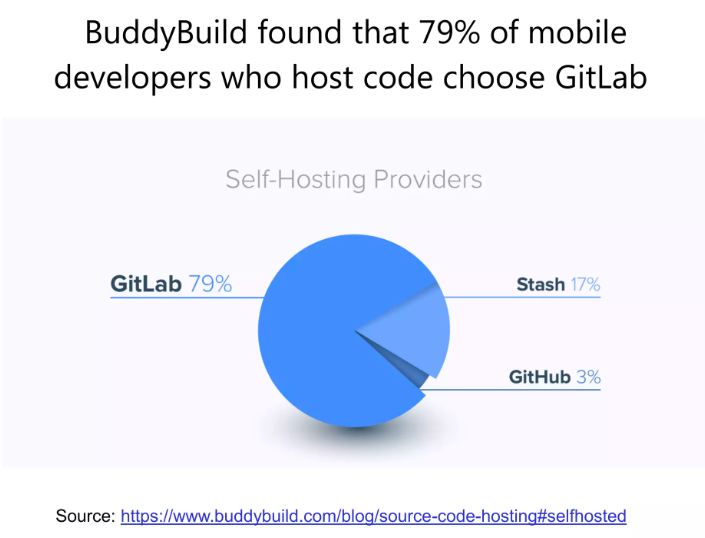 BuddyBuild found that 79% of mobile
developers who host code choose GitLab
Self-Hosting Providers
GitLab 79%
Stash 17%
GitHub 3%
Source: https://www.buddybuild.com/blog/source-code-hosting#selfhosted